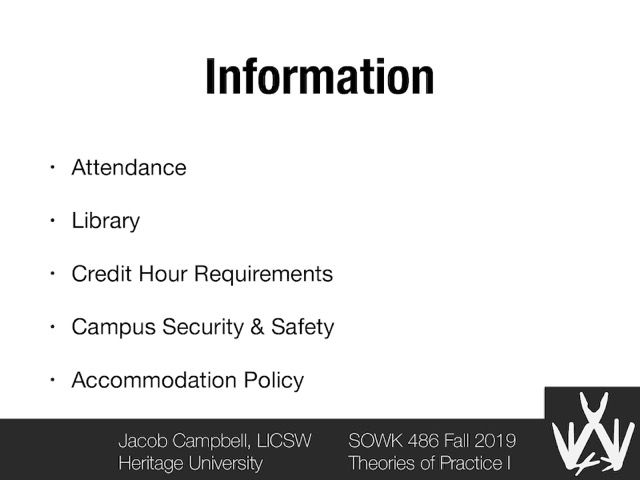 Information
• Attendance
• Library
• Credit Hour Requirements
• Campus Security & Safety
• Accommodation Policy
Jacob Campbell, LICSW
Heritage University
SOWK 486 Fall 2019
Theories of Practice I